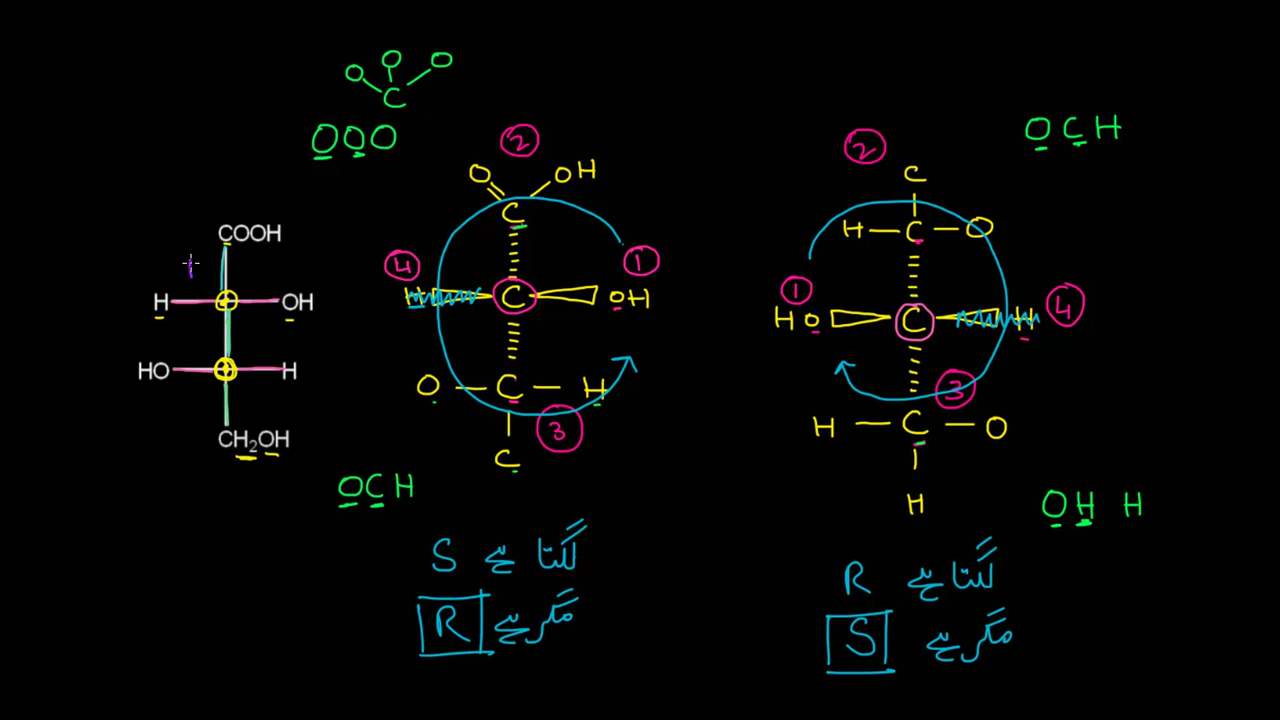 O O O
C
OOO
COOH
H OH
HO H
CH2OH
2
O OH
C
4 1
H C OH
O C H
3
C
OCH
لگتا ہے S
مگر ہے R
2
OCH
C
H C O
1 4
HO C H
3
H C O
H
OHH
لگتا ہے R
مگر ہے S